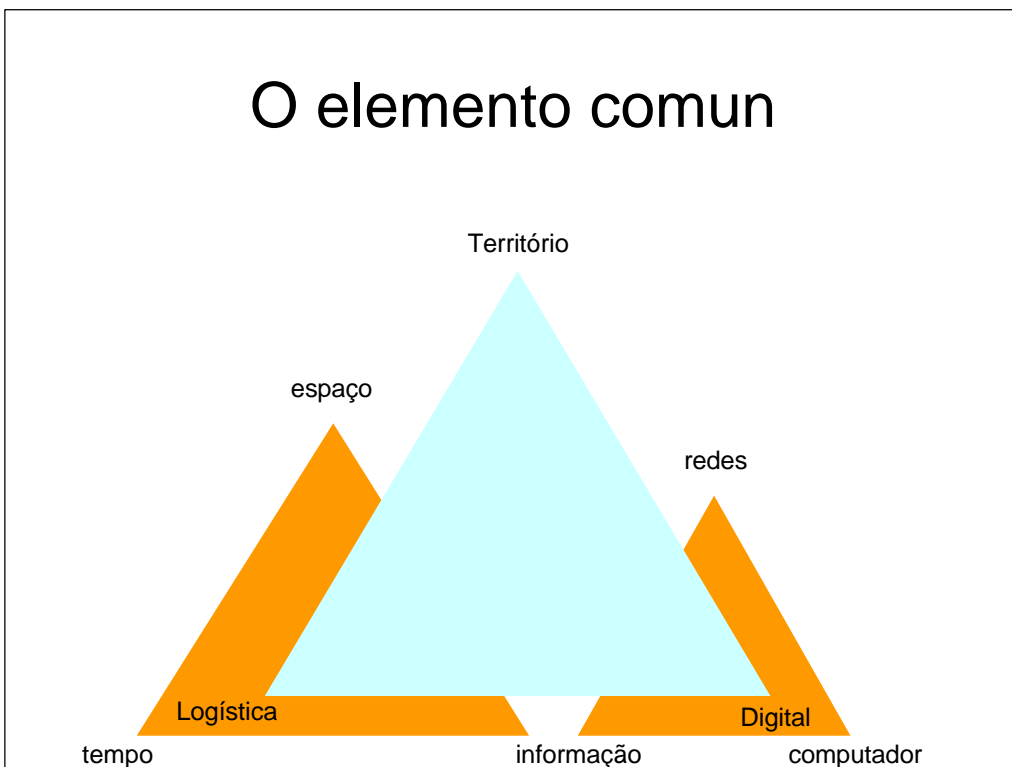 O elemento comun
Território
espaço
redes
Logística
Digital
tempo
informação
computador